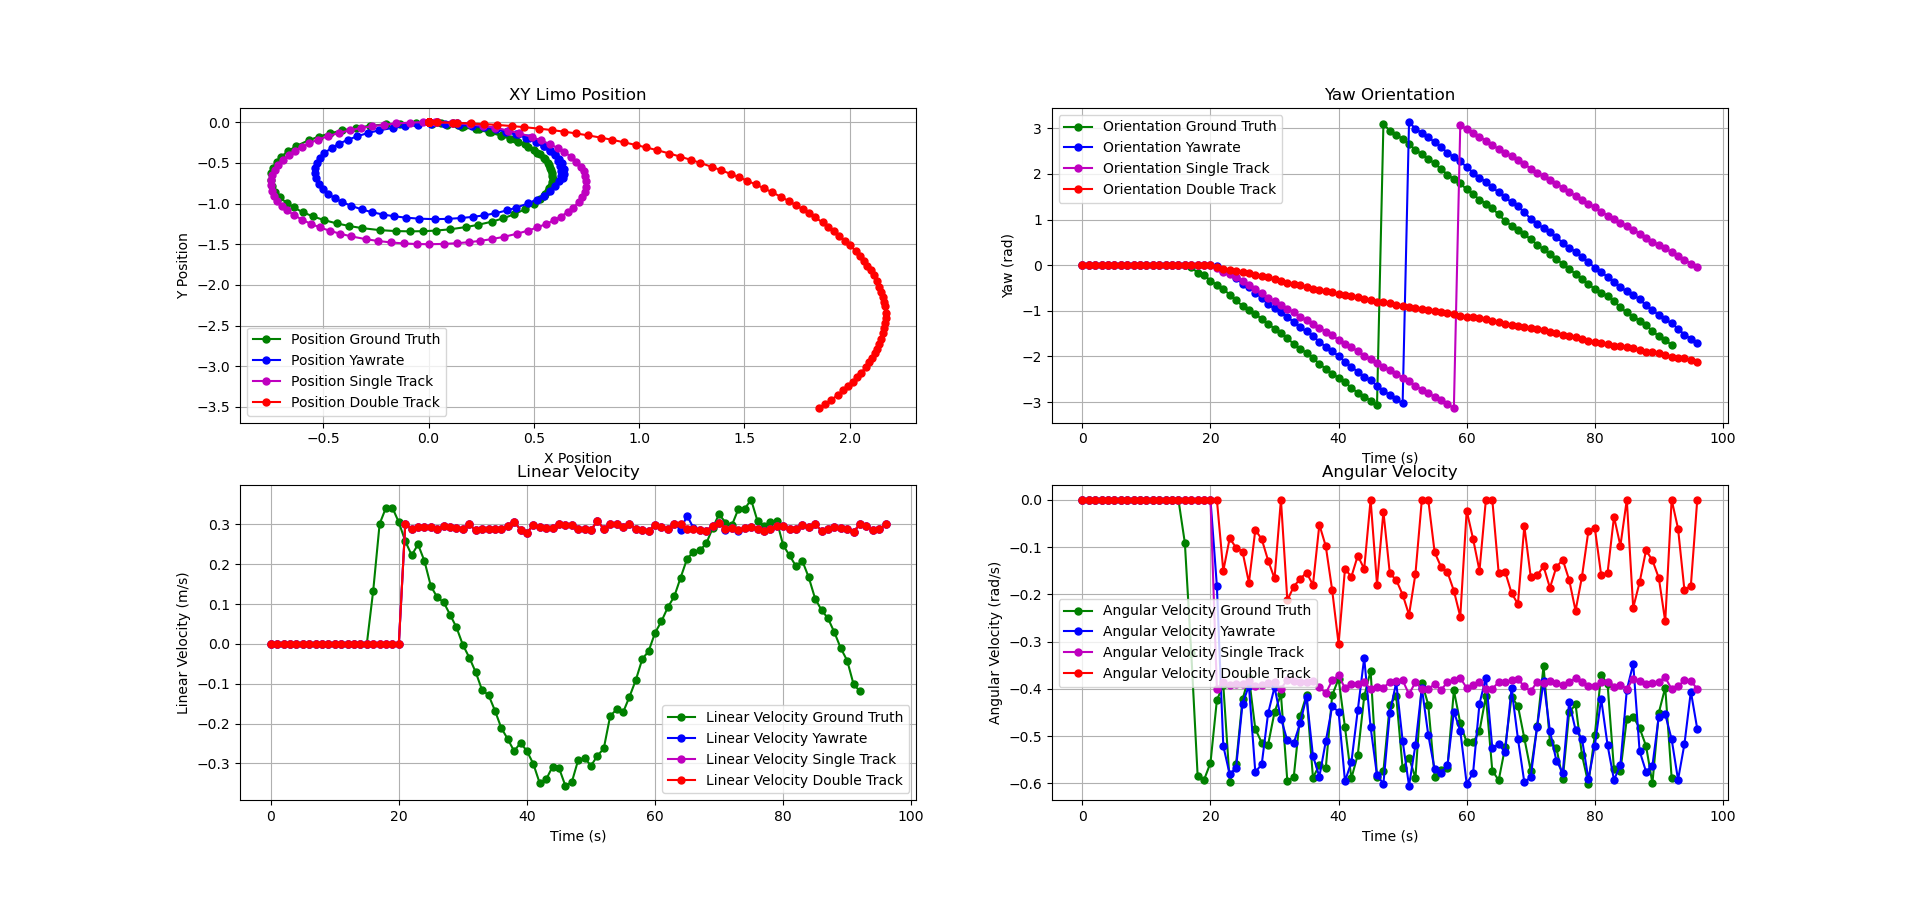 XY Limo Position
Y Position
0.0
−0.5
−1.0
−1.5
−2.0
−2.5
−3.0
−3.5
Position Ground Truth
Position Yawrate
Position Single Track
Position Double Track
−0.5 0.0 0.5 1.0 1.5 2.0
X Position
Yaw Orientation
Yaw (rad)
3
2
1
0
−1
−2
−3
Orientation Ground Truth
Orientation Yawrate
Orientation Single Track
Orientation Double Track
0 20 40 60 80 100
Time (s)
Linear Velocity
Linear Velocity (m/s)
0.3
0.2
0.1
0.0
−0.1
−0.2
−0.3
Linear Velocity Ground Truth
Linear Velocity Yawrate
Linear Velocity Single Track
Linear Velocity Double Track
0 20 40 60 80 100
Time (s)
Angular Velocity
Angular Velocity (rad/s)
0.0
−0.1
−0.2
−0.3
−0.4
−0.5
−0.6
Angular Velocity Ground Truth
Angular Velocity Yawrate
Angular Velocity Single Track
Angular Velocity Double Track
0 20 40 60 80 100
Time (s)